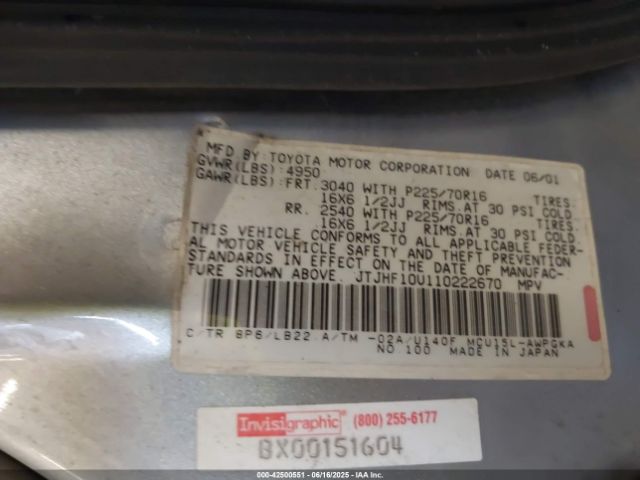 MFD BY: TOYOTA MOTOR CORPORATION DATE 06/01
GVWR(LBS): 4950
GAWR(LBS): FRT. 3040 WITH P225/70R16 TIRES
16X6 1/2JJ RIMS.AT 30 PSI COLD
RR. 2540 WITH P225/70R16 TIRES.
16X6 1/2JJ RIMS.AT 30 PSI COLD.
THIS VEHICLE CONFORMS TO ALL APPLICABLE FEDER-
AL MOTOR VEHICLE SAFETY AND THEFT PREVENTION
STANDARDS IN EFFECT ON THE DATE OF MANUFAC-
TURE SHOWN ABOVE. JTJHF10U110222670 MPV
C/TR 8P6/LB22 A/TM -02A/U140F MCU15L-AWPGKA
NO.100 MADE IN JAPAN
Invisigraphic® (800) 255-6177
BX00151604
000-42500551 - 06/16/2025 - IAA Inc.